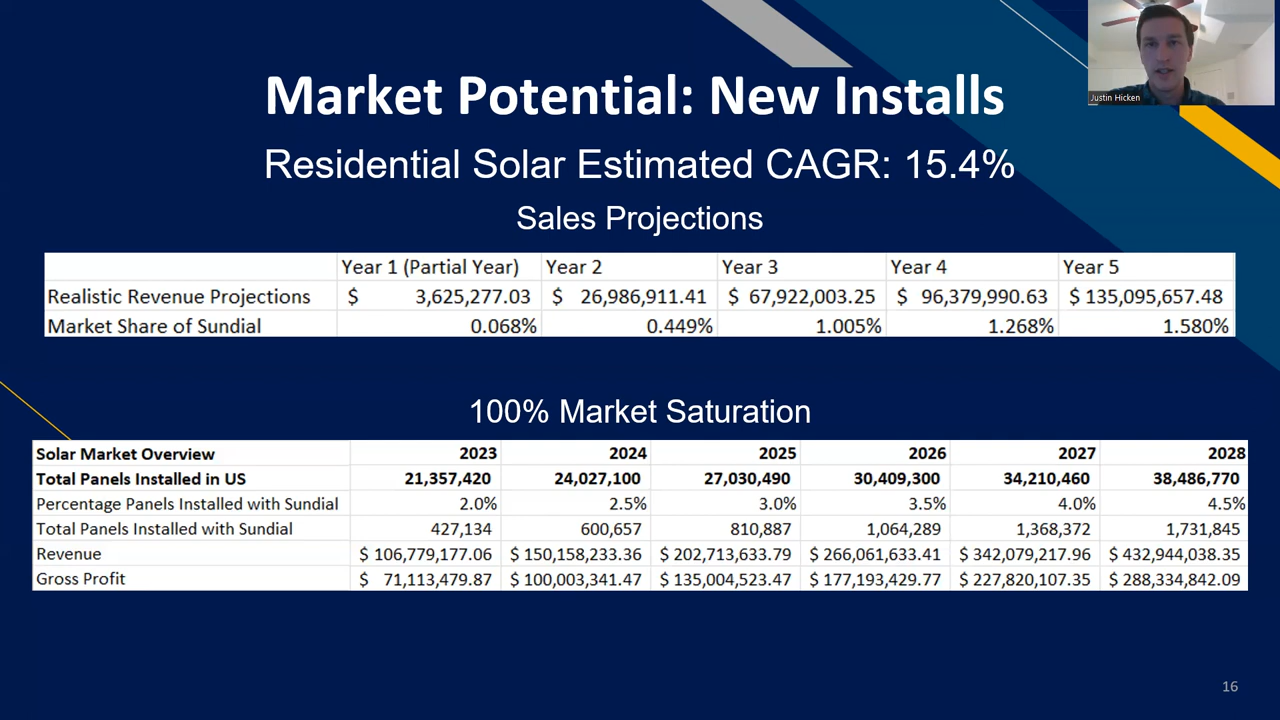 Justin Hicken
Market Potential: New Installs
Residential Solar Estimated CAGR: 15.4%
Sales Projections
Year 1 (Partial Year) Year 2 Year 3 Year 4 Year 5
Realistic Revenue Projections $ 3,625,277.03 $ 26,986,911.41 $ 67,922,003.25 $ 96,379,990.63 $ 135,095,657.48
Market Share of Sundial 0.068% 0.449% 1.005% 1.268% 1.580%
100% Market Saturation
Solar Market Overview 2023 2024 2025 2026 2027 2028
Total Panels Installed in US 21,357,420 24,027,100 27,030,490 30,409,300 34,210,460 38,486,770
Percentage Panels Installed with Sundial 2.0% 2.5% 3.0% 3.5% 4.0% 4.5%
Total Panels Installed with Sundial 427,134 600,657 810,887 1,064,289 1,368,372 1,731,845
Revenue $ 106,779,177.06 $ 150,158,233.36 $ 202,713,633.79 $ 266,061,633.41 $ 342,079,217.96 $ 432,944,038.35
Gross Profit $ 71,113,479.87 $ 100,003,341.47 $ 135,004,523.47 $ 177,193,429.77 $ 227,820,107.35 $ 288,334,842.09
16